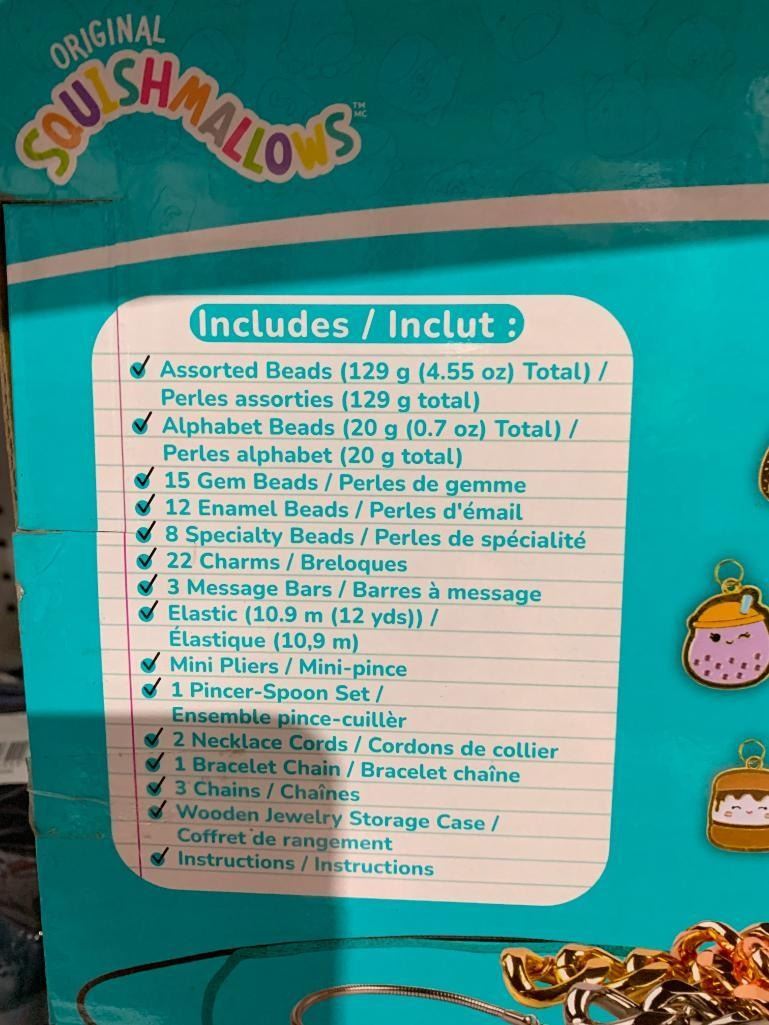 ORIGINAL
SQUISHMALLOWS
TM
MC
Includes / Inclut :
Assorted Beads (129 g (4.55 oz) Total) /
Perles assorties (129 g total)
Alphabet Beads (20 g (0.7 oz) Total) /
Perles alphabet (20 g total)
15 Gem Beads / Perles de gemme
12 Enamel Beads / Perles d'émail
8 Specialty Beads / Perles de spécialité
22 Charms / Breloques
3 Message Bars / Barres à message
Elastic (10.9 m (12 yds)) /
Élastique (10,9 m)
Mini Pliers / Mini-pince
1 Pincer-Spoon Set /
Ensemble pince-cuillèr
2 Necklace Cords / Cordons de collier
1 Bracelet Chain / Bracelet chaîne
3 Chains / Chaînes
Wooden Jewelry Storage Case /
Coffret de rangement
Instructions / Instructions